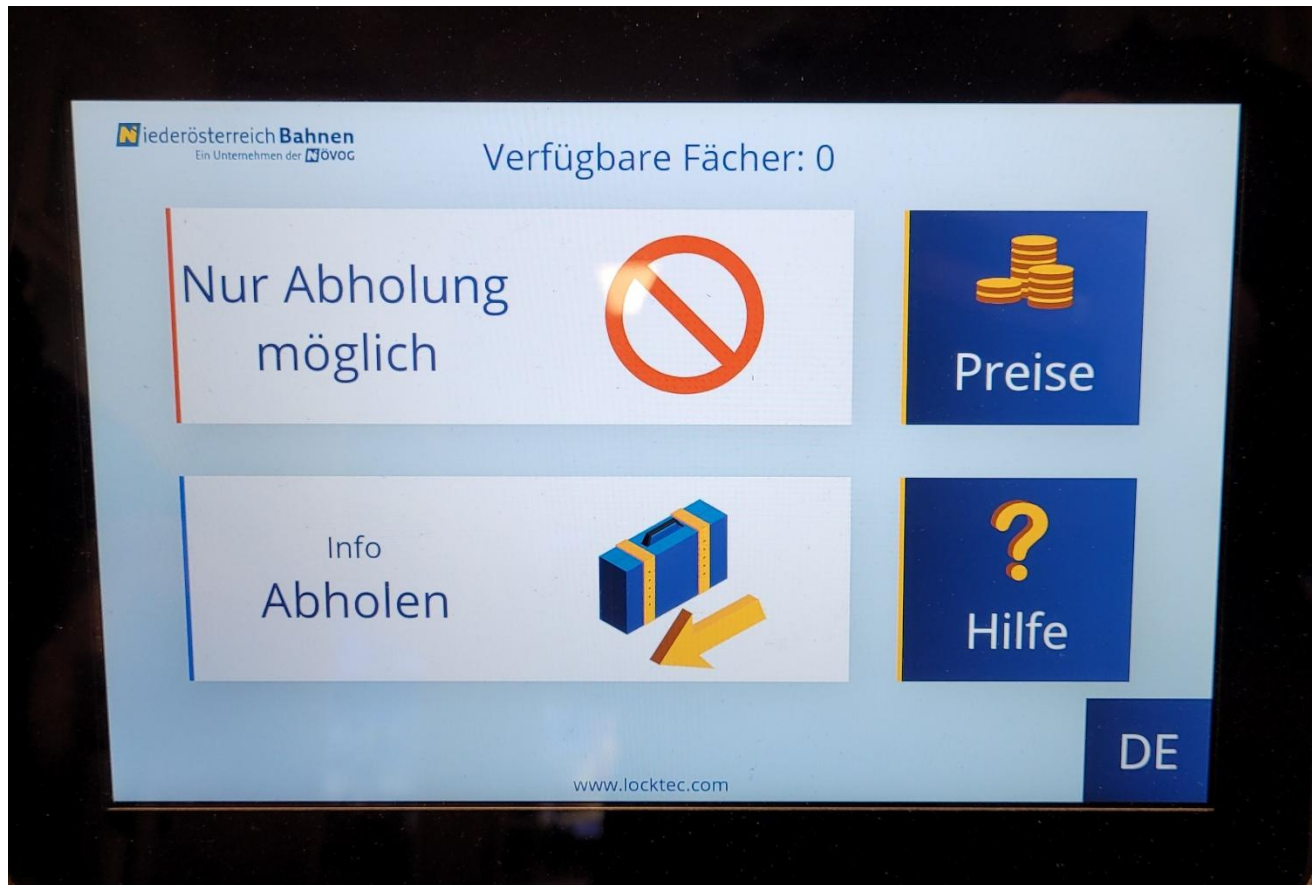 Niederösterreich Bahnen
Ein Unternehmen der NÖVOG
Verfügbare Fächer: 0
Nur Abholung
möglich
Preise
Info
Abholen
Hilfe
DE
www.locktec.com